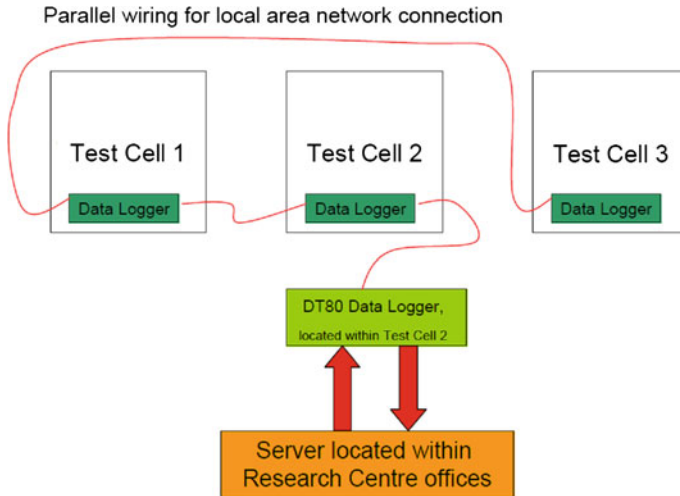 Parallel wiring for local area network connection
Test Cell 1
Test Cell 2
Test Cell 3
Data Logger
Data Logger
Data Logger
DT80 Data Logger,
located within Test Cell 2
Server located within
Research Centre offices